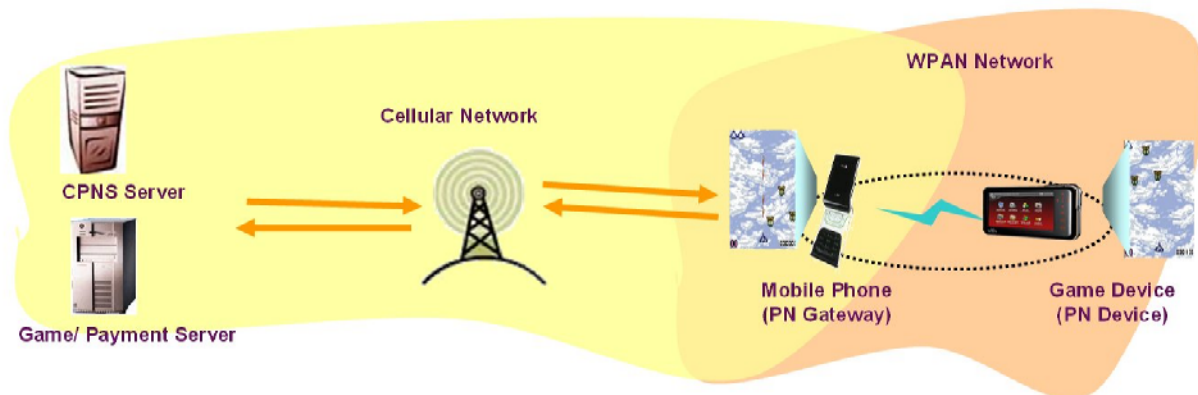 WPAN Network
Cellular Network
CPNS Server
Game/ Payment Server
Mobile Phone
(PN Gateway)
Game Device
(PN Device)